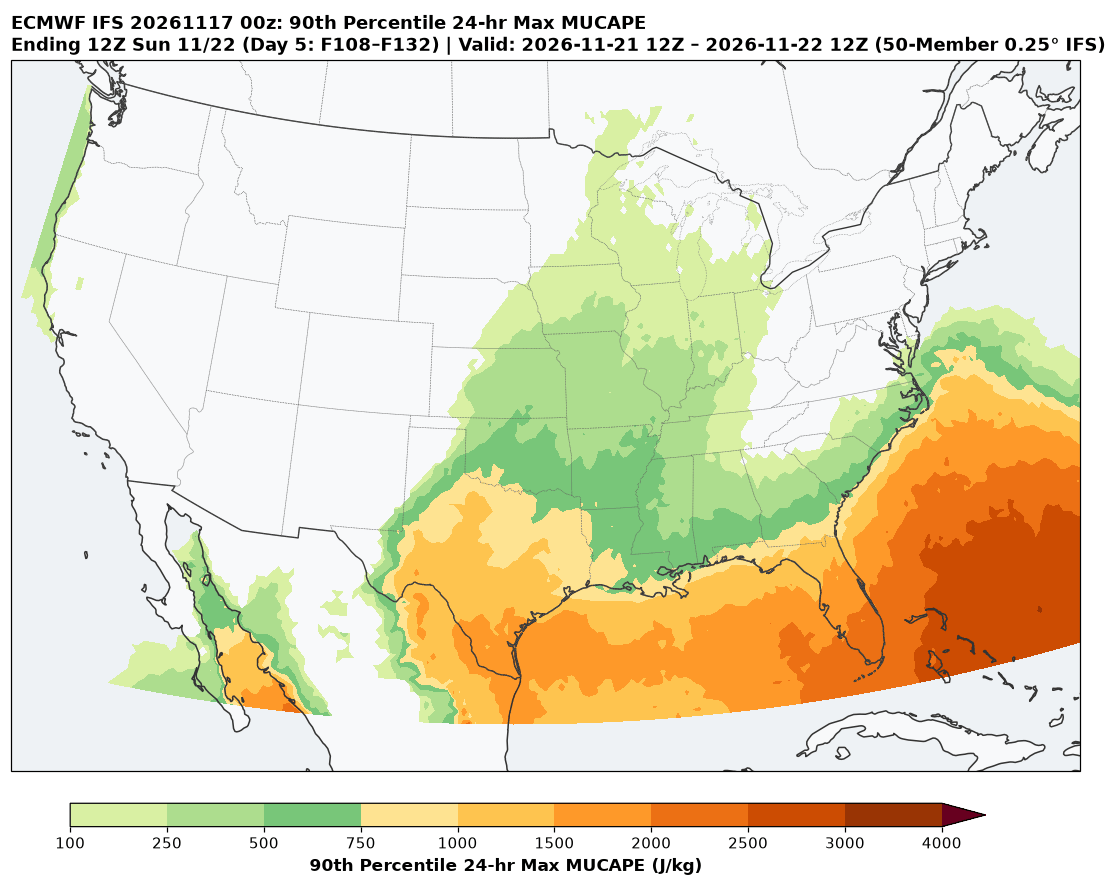 ECMWF IFS 20261117 00z: 90th Percentile 24-hr Max MUCAPE
Ending 12Z Sun 11/22 (Day 5: F108–F132) | Valid: 2026-11-21 12Z – 2026-11-22 12Z (50-Member 0.25° IFS)
100 250 500 750 1000 1500 2000 2500 3000 4000
90th Percentile 24-hr Max MUCAPE (J/kg)